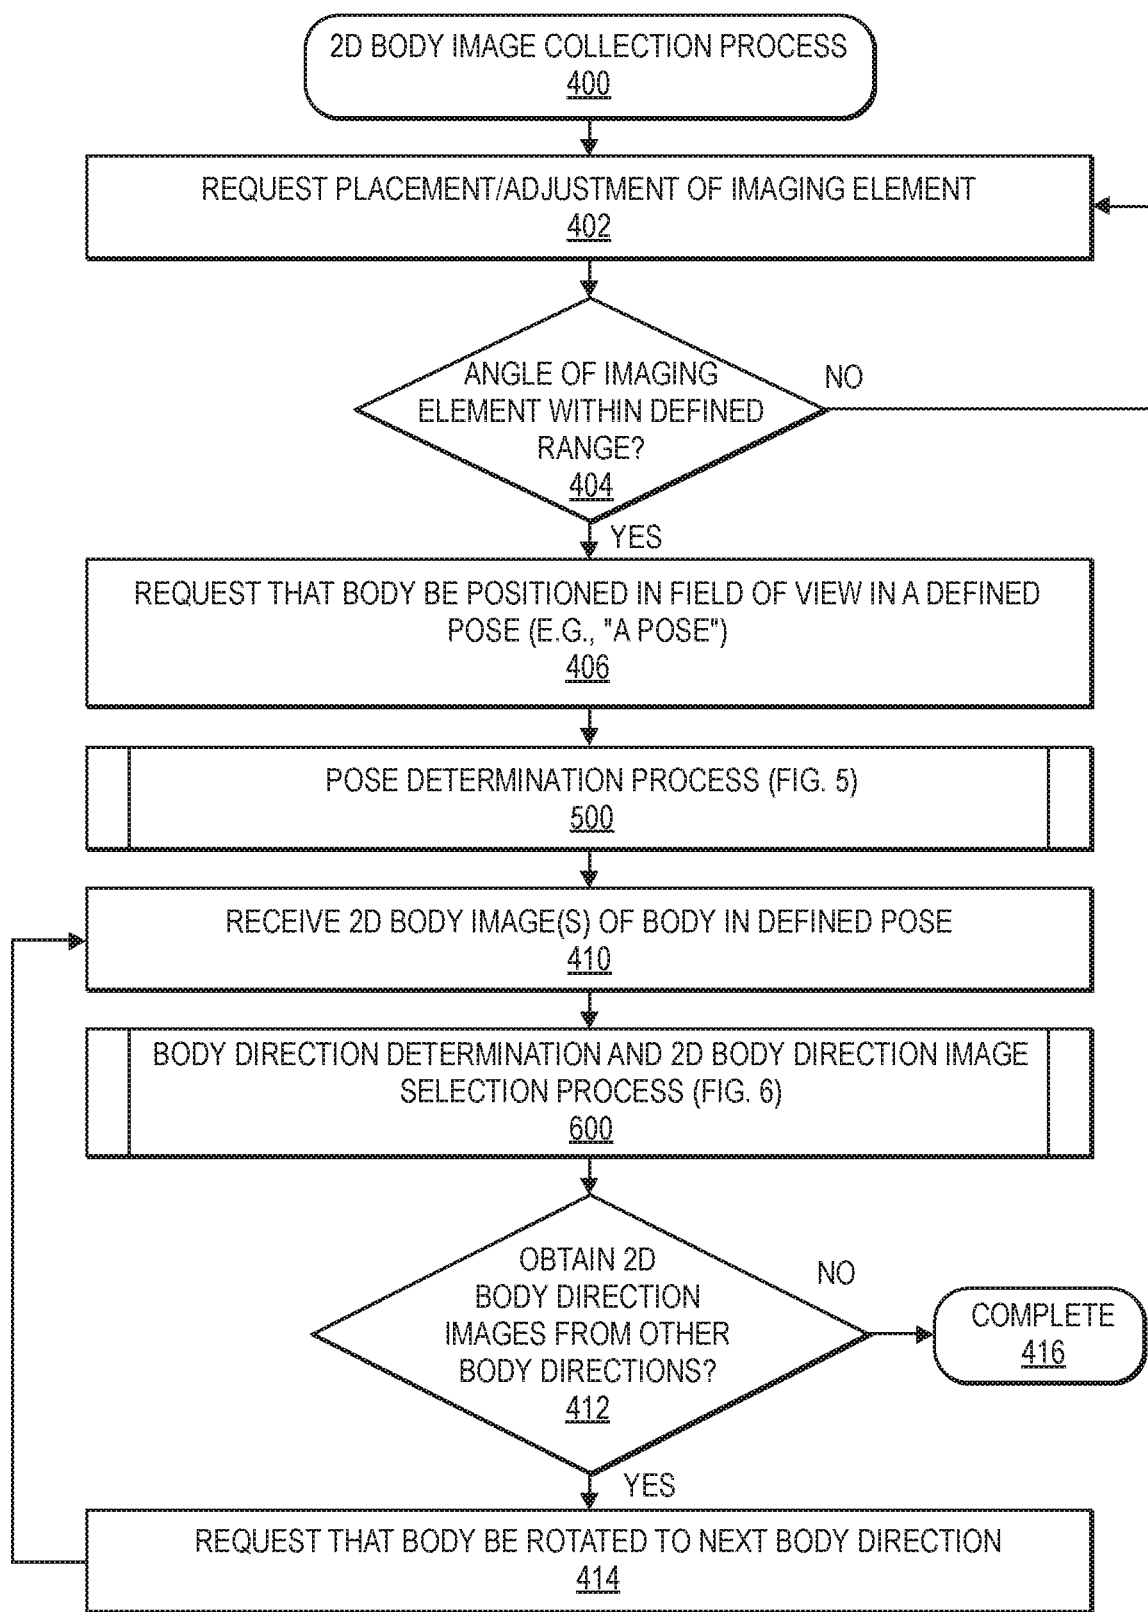 2D BODY IMAGE COLLECTION PROCESS
400
REQUEST PLACEMENT/ADJUSTMENT OF IMAGING ELEMENT
402
ANGLE OF IMAGING
ELEMENT WITHIN DEFINED
RANGE?
404
NO
YES
REQUEST THAT BODY BE POSITIONED IN FIELD OF VIEW IN A DEFINED
POSE (E.G., "A POSE")
406
POSE DETERMINATION PROCESS (FIG. 5)
500
RECEIVE 2D BODY IMAGE(S) OF BODY IN DEFINED POSE
410
BODY DIRECTION DETERMINATION AND 2D BODY DIRECTION IMAGE
SELECTION PROCESS (FIG. 6)
600
OBTAIN 2D
BODY DIRECTION
IMAGES FROM OTHER
BODY DIRECTIONS?
412
NO
COMPLETE
416
YES
REQUEST THAT BODY BE ROTATED TO NEXT BODY DIRECTION
414